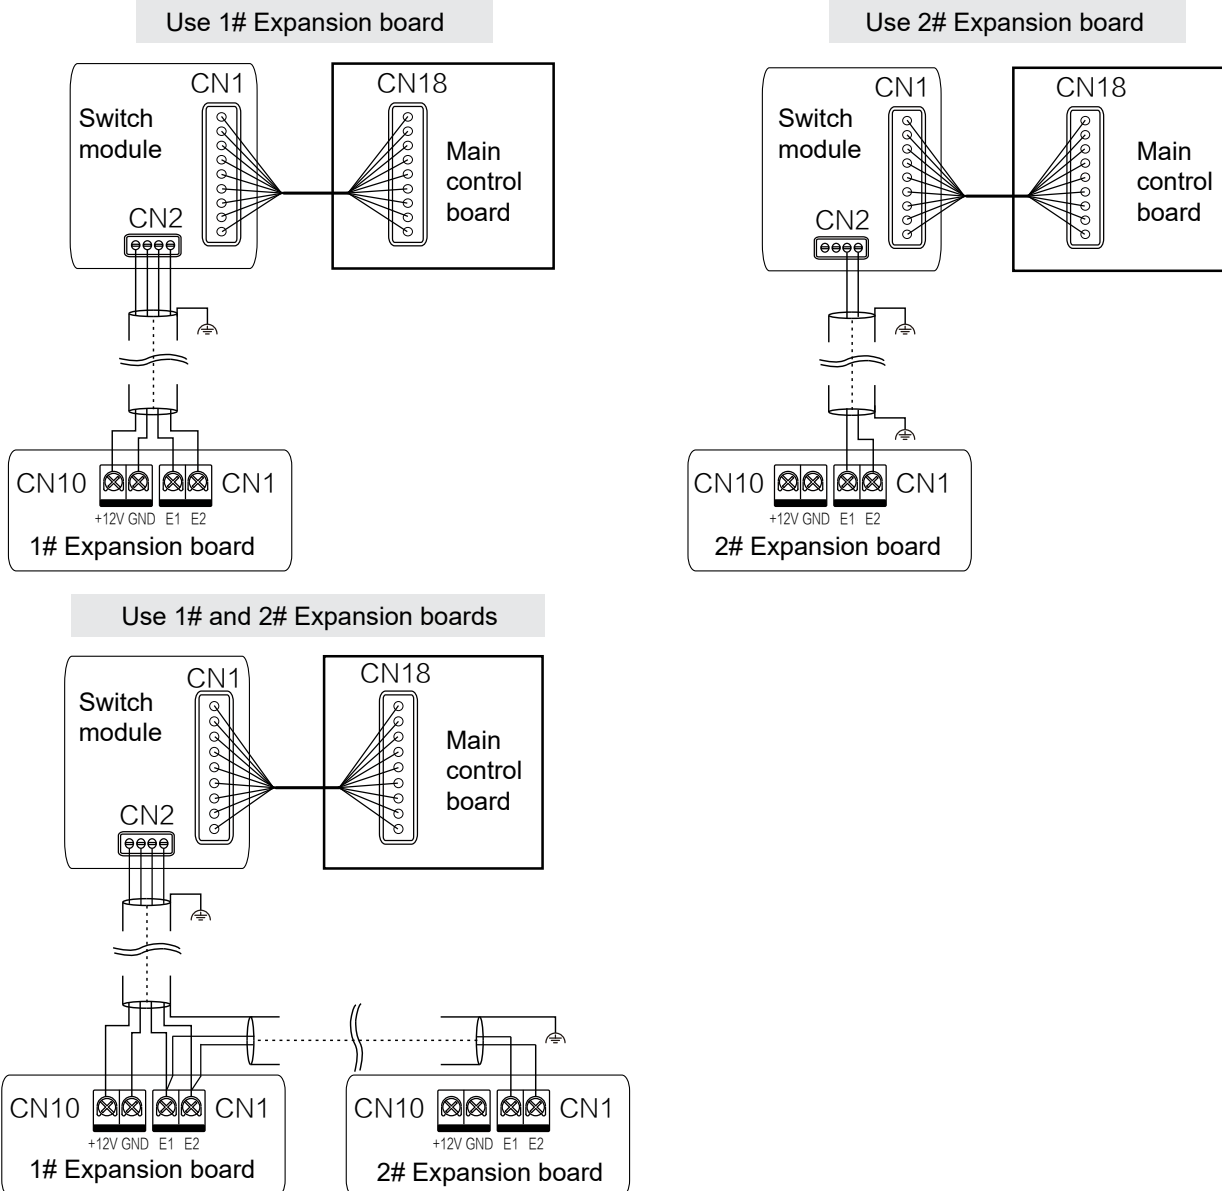 Use 1# Expansion board
CN1
CN18
Switch
module
Main
control
board
CN2
CN10
CN1
+12V GND E1 E2
1# Expansion board
Use 2# Expansion board
CN1
CN18
Switch
module
Main
control
board
CN2
CN10
CN1
+12V GND E1 E2
2# Expansion board
Use 1# and 2# Expansion boards
CN1
CN18
Switch
module
Main
control
board
CN2
CN10
CN1
+12V GND E1 E2
1# Expansion board
CN10
CN1
+12V GND E1 E2
2# Expansion board